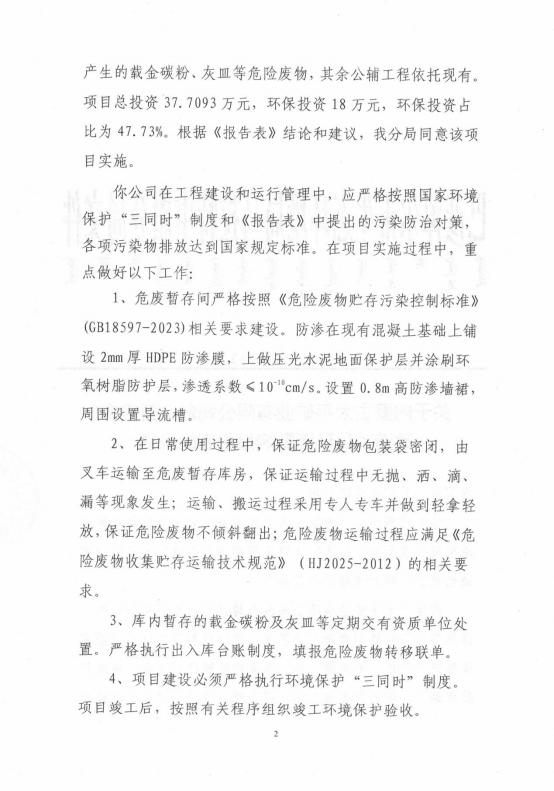 产生的载金碳粉、灰皿等危险废物，其余公辅工程依托现有。
项目总投资 37.7093 万元，环保投资 18 万元，环保投资占
比为 47.73%。根据《报告表》结论和建议，我分局同意该项
目实施。
你公司在工程建设和运行管理中，应严格按照国家环境
保护“三同时”制度和《报告表》中提出的污染防治对策，
各项污染物排放达到国家规定标准。在项目实施过程中，重
点做好以下工作：
1、危废暂存间严格按照《危险废物贮存污染控制标准》
(GB18597-2023)相关要求建设。防渗在现有混凝土基础上铺
设 2mm 厚 HDPE 防渗膜，上做压光水泥地面保护层并涂刷环
氧树脂防护层，渗透系数≤10⁻¹⁰cm/s。设置 0.8m 高防渗墙裙，
周围设置导流槽。
2、在日常使用过程中，保证危险废物包装袋密闭，由
叉车运输至危废暂存库房，保证运输过程中无抛、洒、滴、
漏等现象发生；运输、搬运过程采用专人专车并做到轻拿轻
放，保证危险废物不倾斜翻出；危险废物运输过程应满足《危
险废物收集贮存运输技术规范》（HJ2025-2012）的相关要
求。
3、库内暂存的载金碳粉及灰皿等定期交有资质单位处
置。严格执行出入库台账制度，填报危险废物转移联单。
4、项目建设必须严格执行环境保护“三同时”制度。
项目竣工后，按照有关程序组织竣工环境保护验收。
2